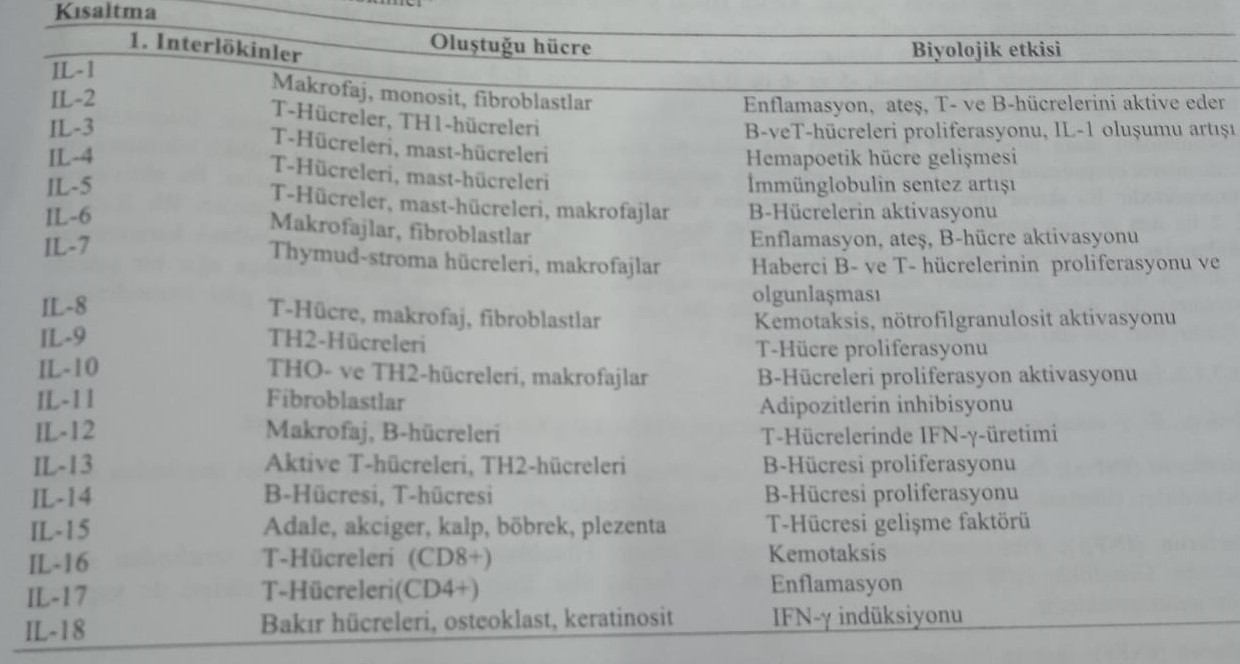 Kısaltma
1. Interlökinler Oluştuğu hücre Biyolojik etkisi
IL-1 Makrofaj, monosit, fibroblastlar Enflamasyon, ateş, T- ve B-hücrelerini aktive eder
IL-2 T-Hücreler, TH1-hücreleri B-veT-hücreleri proliferasyonu, IL-1 oluşumu artışı
IL-3 T-Hücreleri, mast-hücreleri Hemapoetik hücre gelişmesi
IL-4 T-Hücreleri, mast-hücreleri İmmünglobulin sentez artışı
IL-5 T-Hücreler, mast-hücreleri, makrofajlar B-Hücrelerin aktivasyonu
IL-6 Makrofajlar, fibroblastlar Enflamasyon, ateş, B-hücre aktivasyonu
IL-7 Thymud-stroma hücreleri, makrofajlar Haberci B- ve T- hücrelerinin proliferasyonu ve
olgunlaşması
IL-8 T-Hücre, makrofaj, fibroblastlar Kemotaksis, nötrofilgranulosit aktivasyonu
IL-9 TH2-Hücreleri T-Hücre proliferasyonu
IL-10 THO- ve TH2-hücreleri, makrofajlar B-Hücreleri proliferasyon aktivasyonu
IL-11 Fibroblastlar Adipozitlerin inhibisyonu
IL-12 Makrofaj, B-hücreleri T-Hücrelerinde IFN-γ-üretimi
IL-13 Aktive T-hücreleri, TH2-hücreleri B-Hücresi proliferasyonu
IL-14 B-Hücresi, T-hücresi B-Hücresi proliferasyonu
IL-15 Adale, akciger, kalp, böbrek, plezenta T-Hücresi gelişme faktörü
IL-16 T-Hücreleri (CD8+) Kemotaksis
IL-17 T-Hücreleri(CD4+) Enflamasyon
IL-18 Bakır hücreleri, osteoklast, keratinosit IFN-γ indüksiyonu